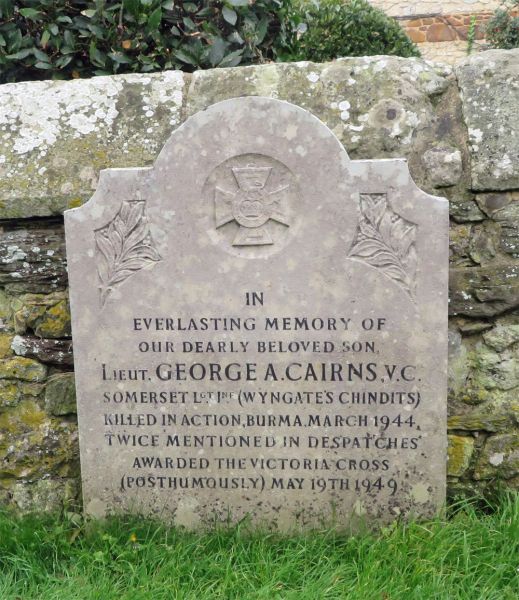 IN
EVERLASTING MEMORY OF
OUR DEARLY BELOVED SON,
LIEUT. GEORGE A. CAIRNS, V.C.
SOMERSET L.T INF (WYNGATE'S CHINDITS)
KILLED IN ACTION, BURMA, MARCH 1944,
TWICE MENTIONED IN DESPATCHES
AWARDED THE VICTORIA CROSS
(POSTHUMOUSLY) MAY 19TH 1949